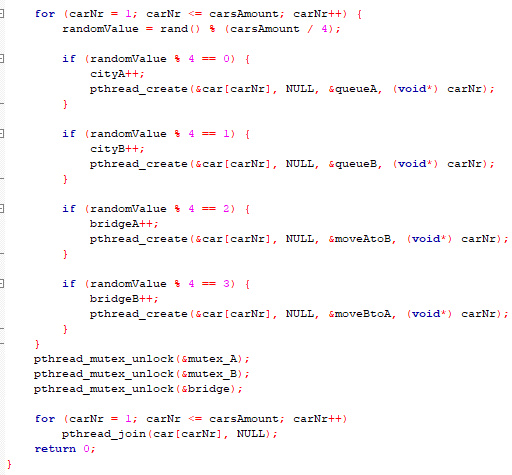 for (carNr = 1; carNr <= carsAmount; carNr++) {
randomValue = rand() % (carsAmount / 4);
if (randomValue % 4 == 0) {
cityA++;
pthread_create(&car[carNr], NULL, &queueA, (void*) carNr);
}
if (randomValue % 4 == 1) {
cityB++;
pthread_create(&car[carNr], NULL, &queueB, (void*) carNr);
}
if (randomValue % 4 == 2) {
bridgeA++;
pthread_create(&car[carNr], NULL, &moveAtoB, (void*) carNr);
}
if (randomValue % 4 == 3) {
bridgeB++;
pthread_create(&car[carNr], NULL, &moveBtoA, (void*) carNr);
}
}
pthread_mutex_unlock(&mutex_A);
pthread_mutex_unlock(&mutex_B);
pthread_mutex_unlock(&bridge);
for (carNr = 1; carNr <= carsAmount; carNr++)
pthread_join(car[carNr], NULL);
return 0;
}